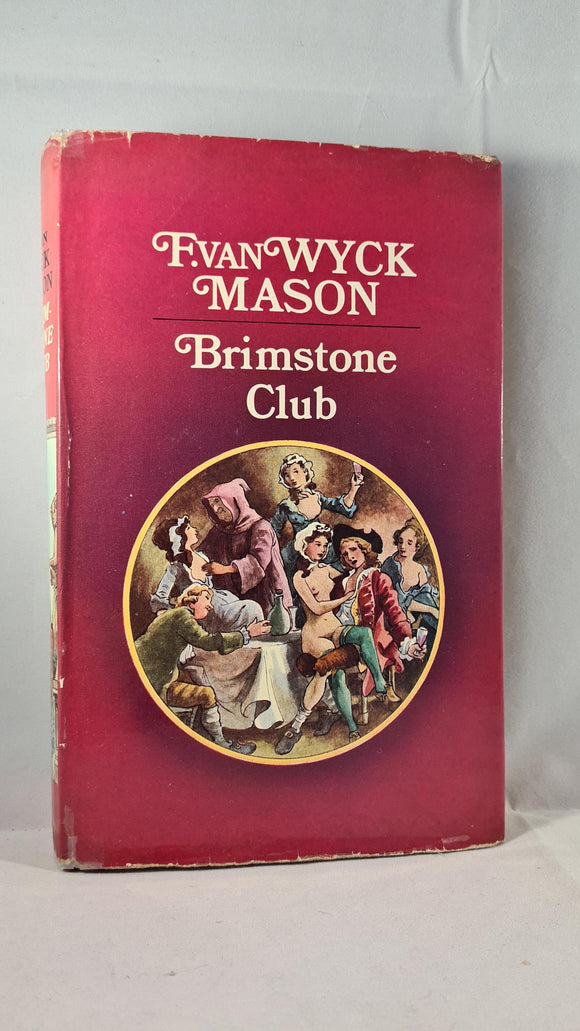 F. VAN WYCK
MASON
Brimstone
Club